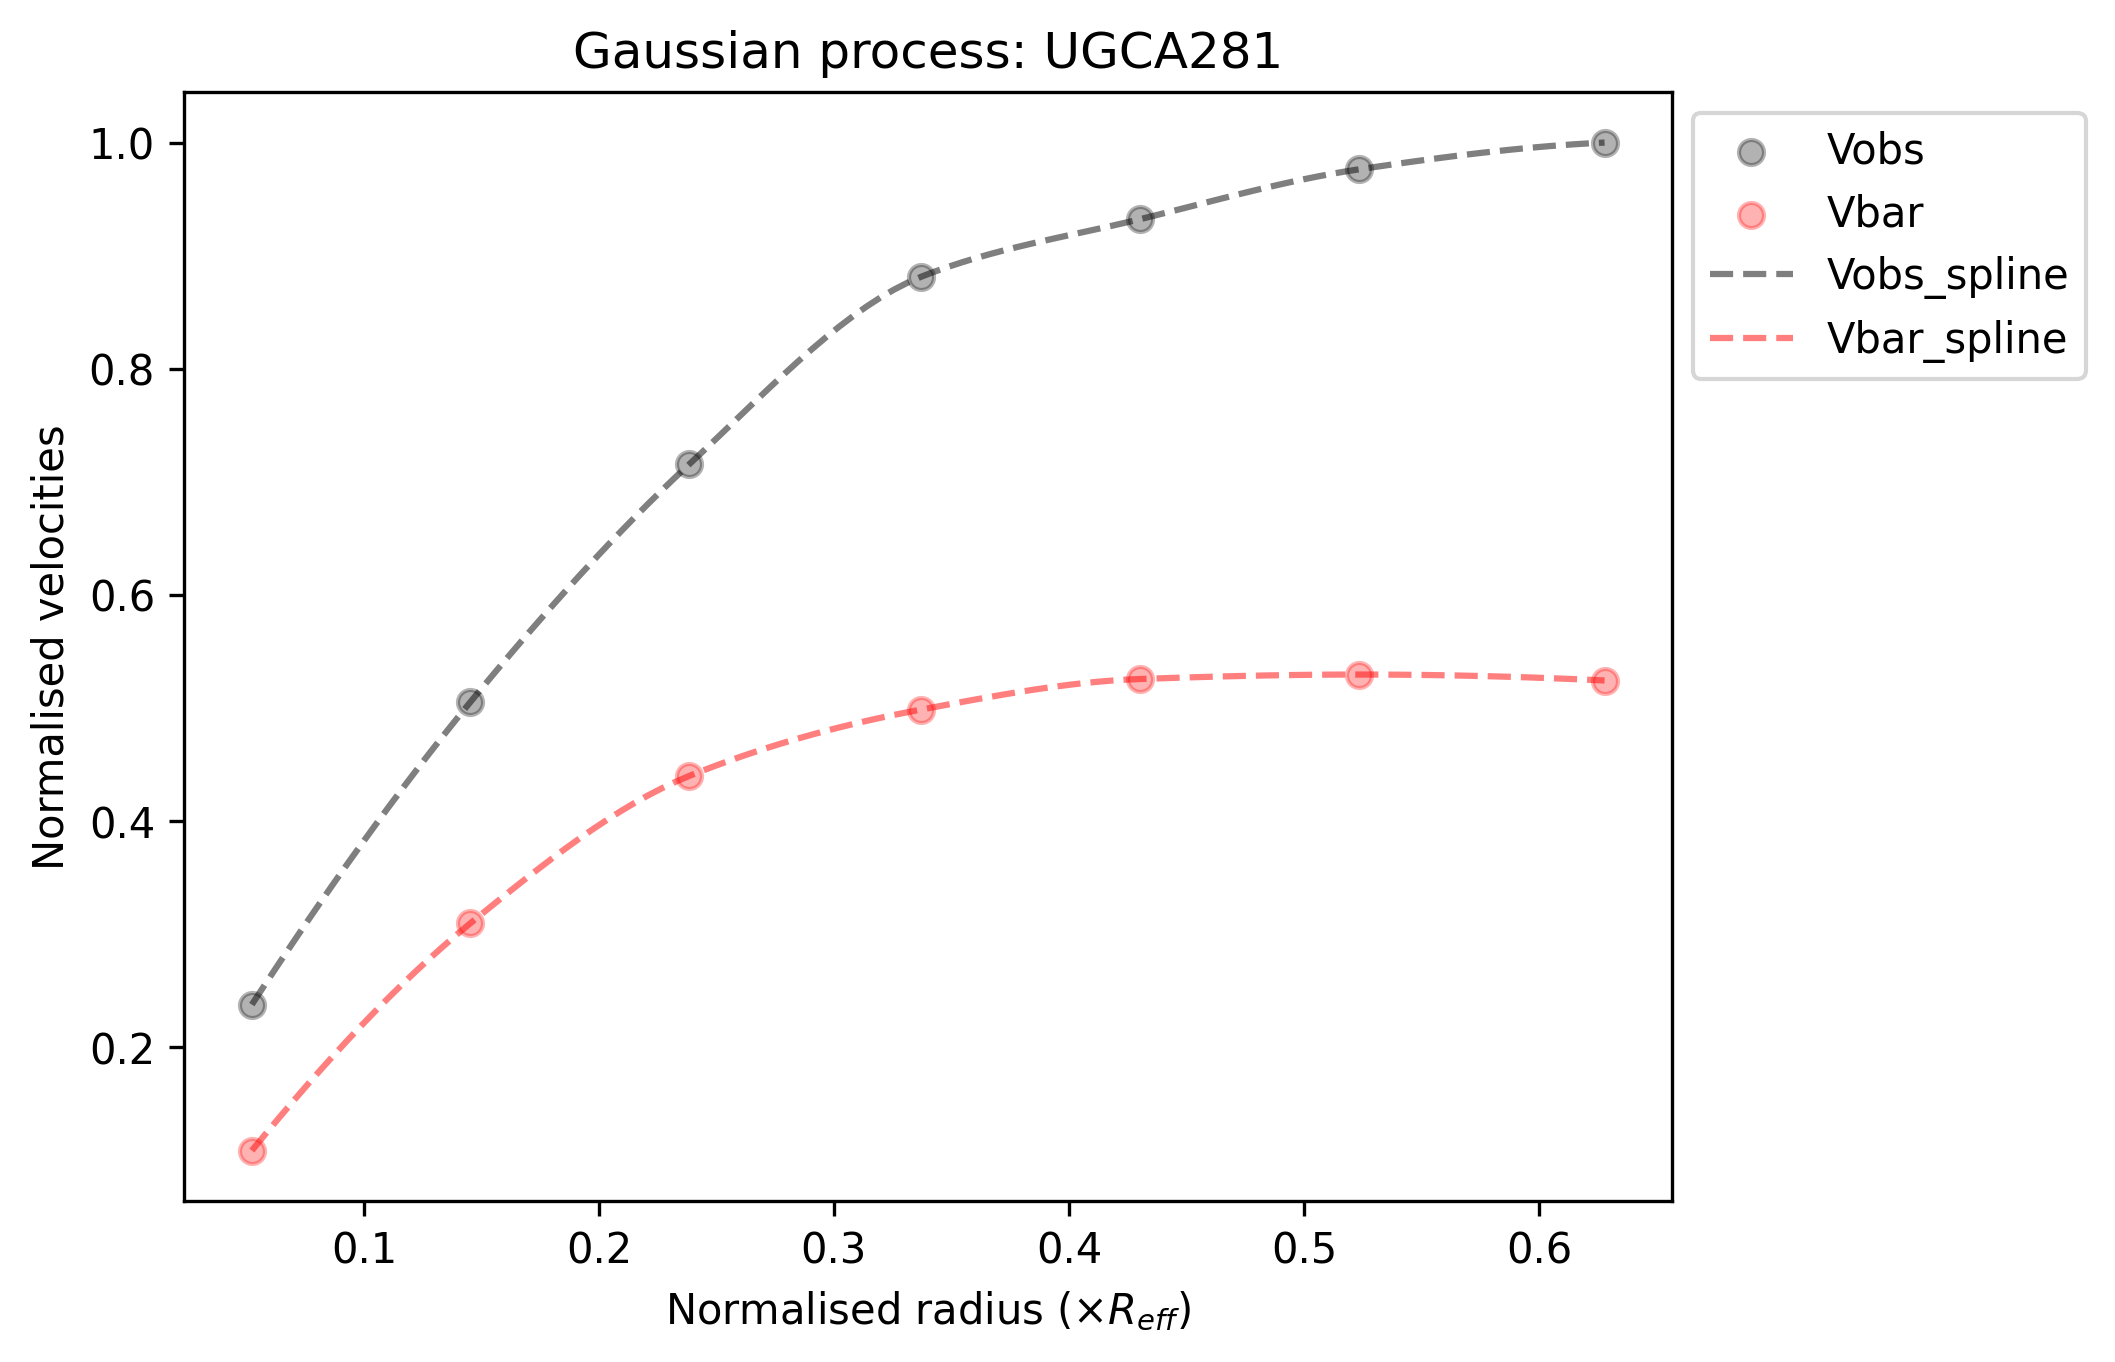 Gaussian process: UGCA281
Normalised velocities
1.0
0.8
0.6
0.4
0.2
0.1 0.2 0.3 0.4 0.5 0.6
Normalised radius (×R_eff)
Vobs
Vbar
Vobs_spline
Vbar_spline